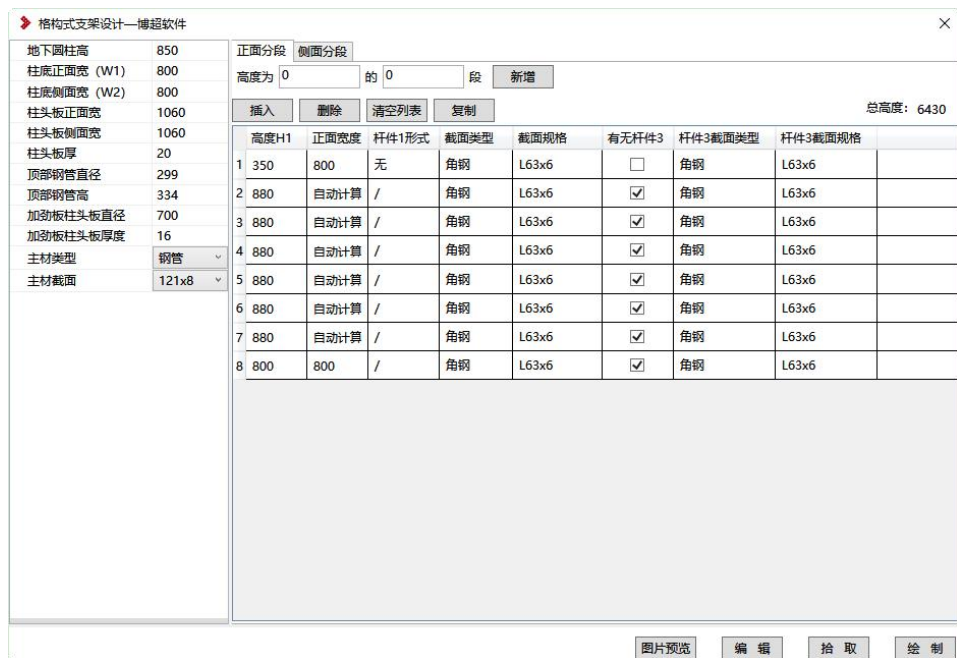 格构式支架设计—博超软件
地下圆柱高 850
柱底正面宽（W1） 800
柱底侧面宽（W2） 800
柱头板正面宽 1060
柱头板侧面宽 1060
柱头板厚 20
顶部钢管直径 299
顶部钢管高 334
加劲板柱头板直径 700
加劲板柱头板厚度 16
主材类型 钢管
主材截面 121x8
正面分段 侧面分段
高度为 0 的 0 段 新增
插入 删除 清空列表 复制 总高度： 6430
高度H1 正面宽度 杆件1形式 截面类型 截面规格 有无杆件3 杆件3截面类型 杆件3截面规格
1 350 800 无 角钢 L63x6 角钢 L63x6
2 880 自动计算 / 角钢 L63x6 角钢 L63x6
3 880 自动计算 / 角钢 L63x6 角钢 L63x6
4 880 自动计算 / 角钢 L63x6 角钢 L63x6
5 880 自动计算 / 角钢 L63x6 角钢 L63x6
6 880 自动计算 / 角钢 L63x6 角钢 L63x6
7 880 自动计算 / 角钢 L63x6 角钢 L63x6
8 800 800 / 角钢 L63x6 角钢 L63x6
图片预览 编 辑 拾 取 绘 制